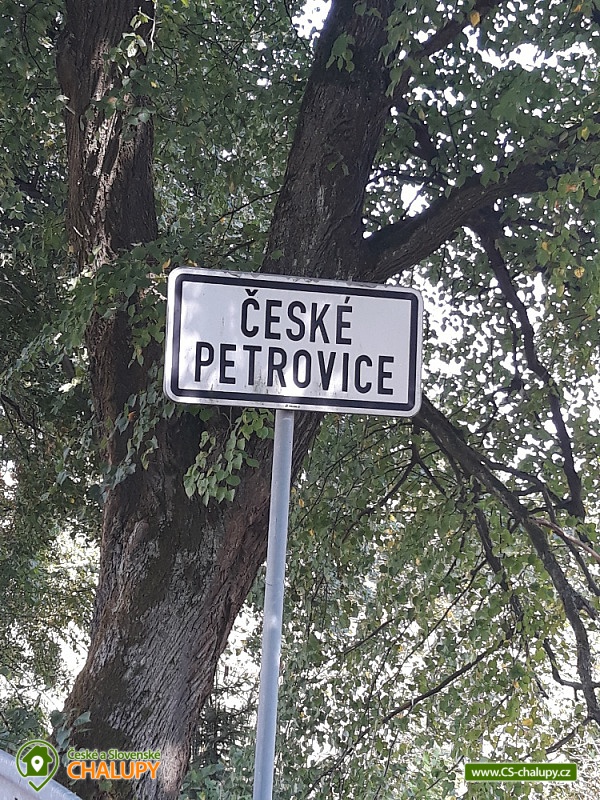 ČESKÉ
PETROVICE
České a Slovenské
CHALUPY
www.CS-chalupy.cz